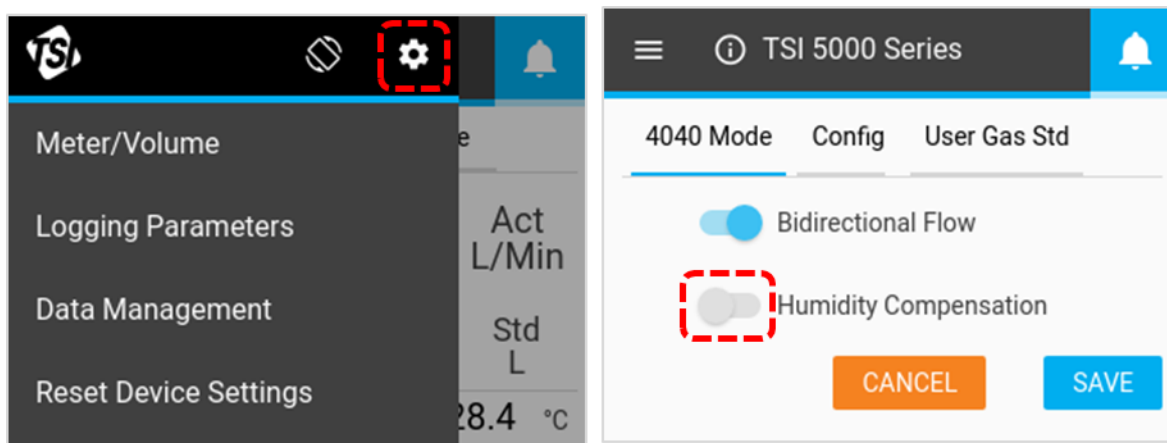 TSI
Meter/Volume
Logging Parameters
Data Management
Reset Device Settings
e
Act
L/Min
Std
L
28.4 °C
TSI 5000 Series
4040 Mode Config User Gas Std
Bidirectional Flow
Humidity Compensation
CANCEL SAVE